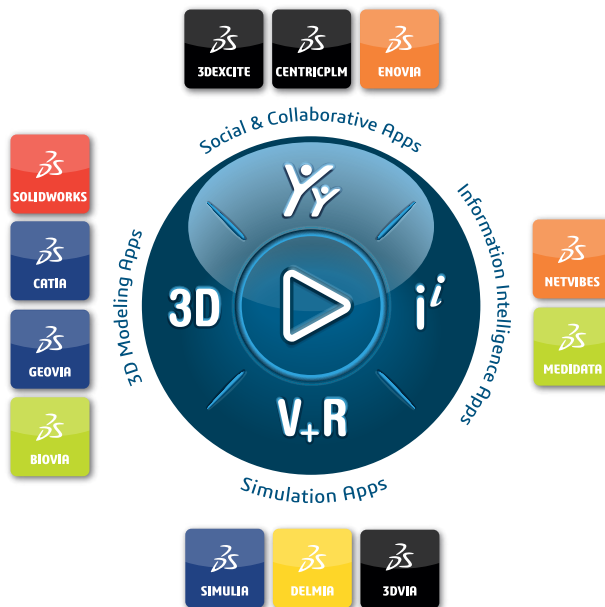 3DEXCITE
CENTRICPLM
ENOVIA
Social & Collaborative Apps
SOLIDWORKS
CATIA
GEOVIA
BIOVIA
3D Modeling Apps
3D
i i
V+R
Information Intelligence Apps
NETVIBES
MEDIDATA
Simulation Apps
SIMULIA
DELMIA
3DVIA